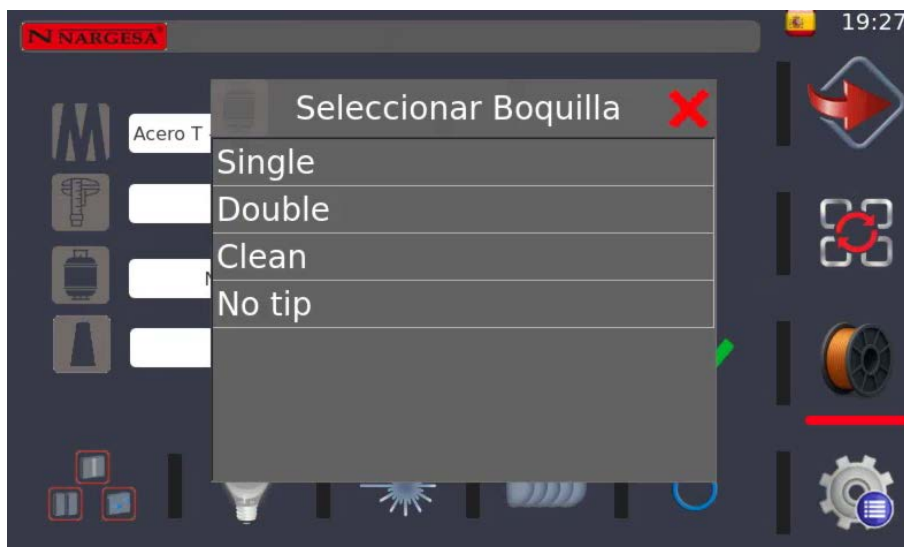 N NARGESA
19:27
Seleccionar Boquilla
Acero T
Single
Double
Clean
No tip